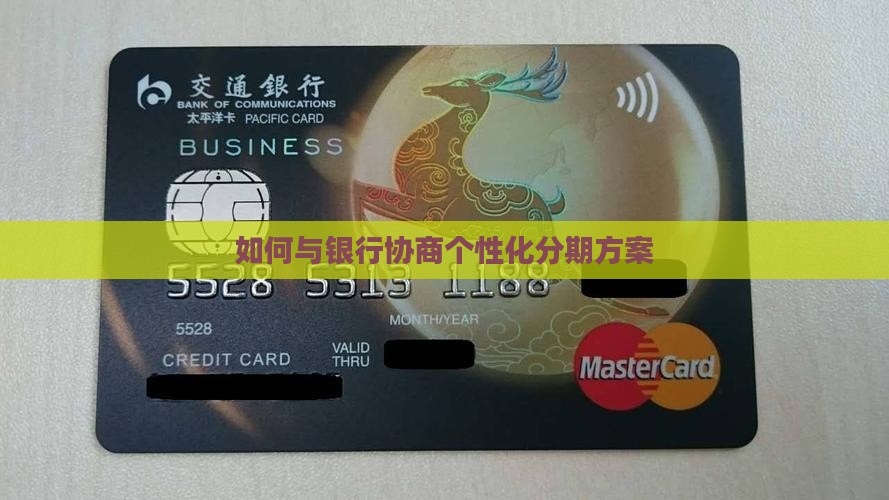 交通銀行
BANK OF COMMUNICATIONS
太平洋卡 PACIFIC CARD
BUSINESS
如何与银行协商个性化分期方案
5528 5313 1188
5528
MONTH/YEAR
VALID THRU
CREDIT CARD
MasterCard